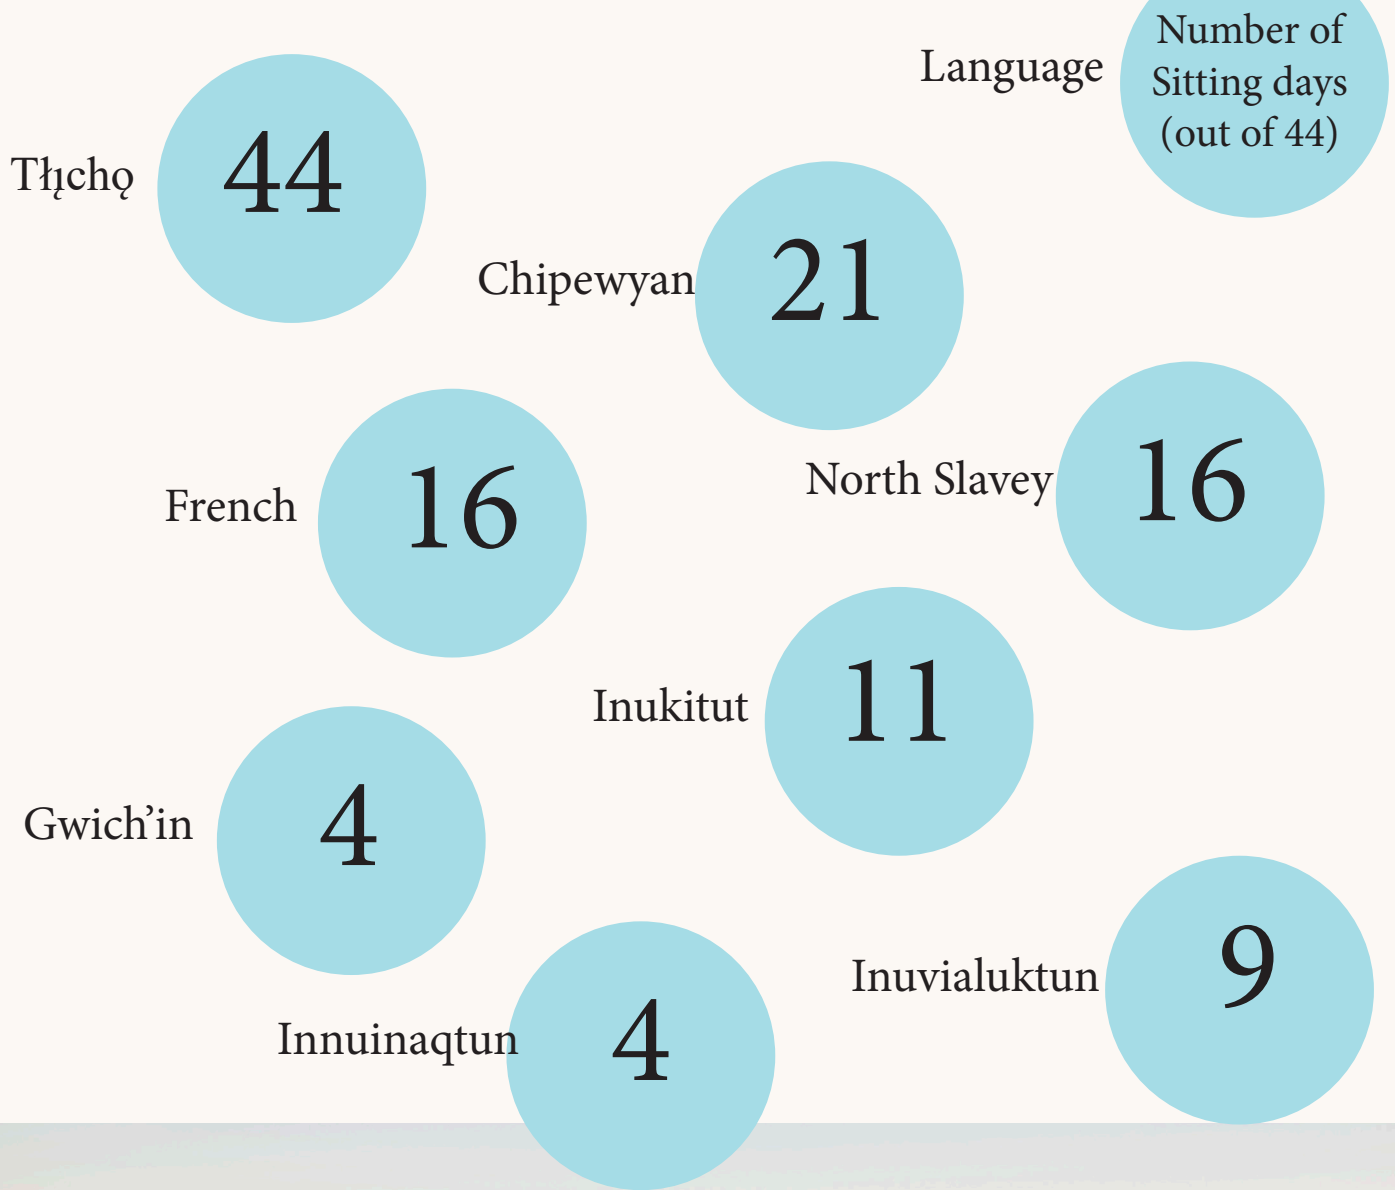 Language
Number of
Sitting days
(out of 44)
Tłı̨chǫ
44
Chipewyan
21
French
16
North Slavey
16
Inukitut
11
Gwich’in
4
Inuvialuktun
9
Innuinaqtun
4